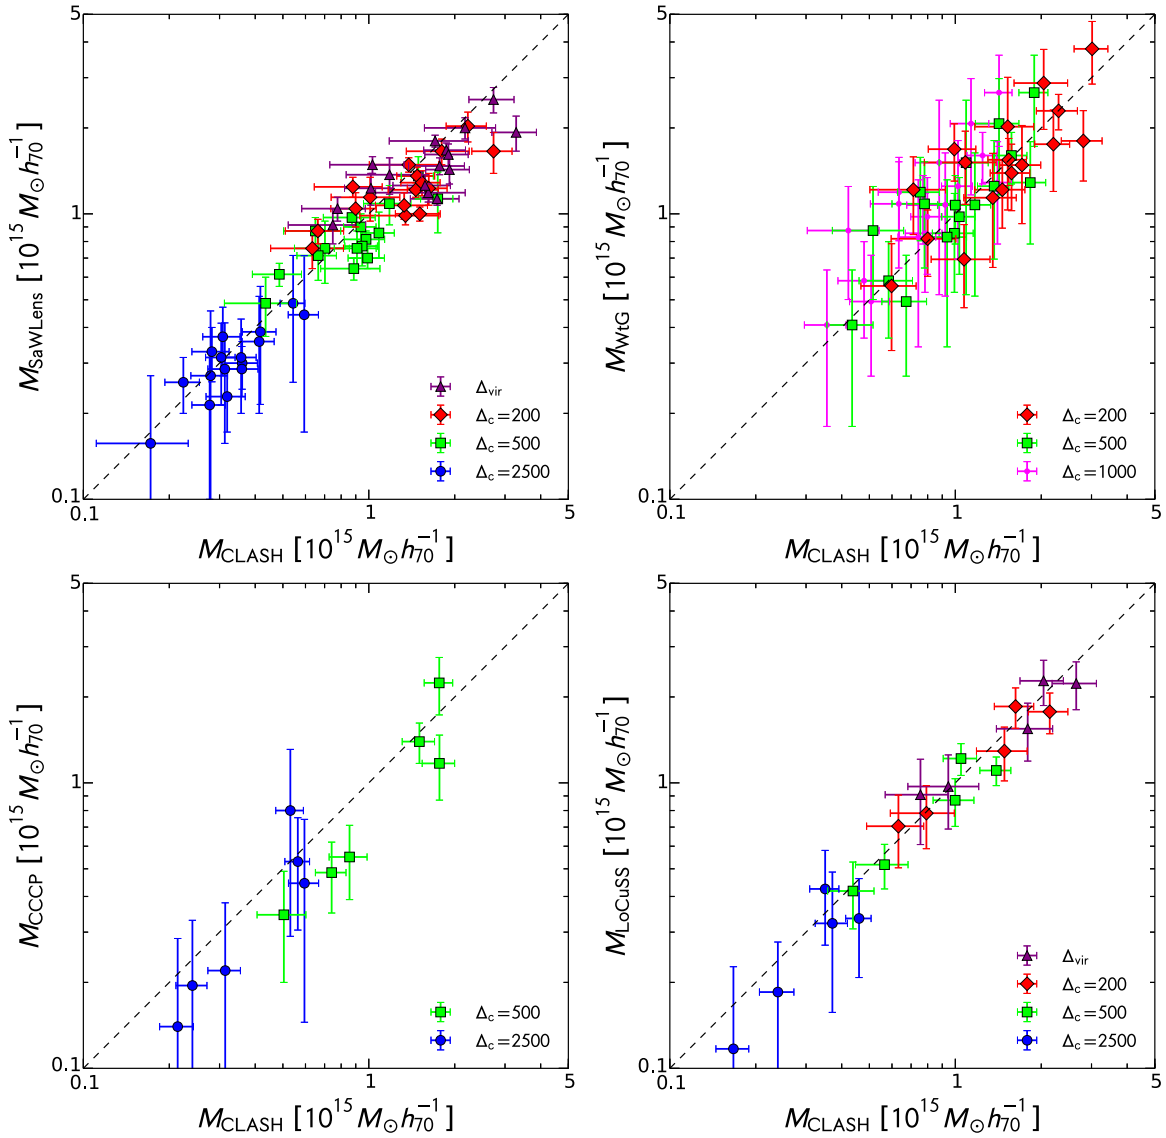 5
1
0.1
M_SaWLens [10^15 M_⊙ h_70^-1]
Δ_vir
Δ_c=200
Δ_c=500
Δ_c=2500
0.1 1 5
M_CLASH [10^15 M_⊙ h_70^-1]
5
1
0.1
M_WtG [10^15 M_⊙ h_70^-1]
Δ_c=200
Δ_c=500
Δ_c=1000
0.1 1 5
M_CLASH [10^15 M_⊙ h_70^-1]
5
1
0.1
M_CCCP [10^15 M_⊙ h_70^-1]
Δ_c=500
Δ_c=2500
0.1 1 5
M_CLASH [10^15 M_⊙ h_70^-1]
5
1
0.1
M_LoCuSS [10^15 M_⊙ h_70^-1]
Δ_vir
Δ_c=200
Δ_c=500
Δ_c=2500
0.1 1 5
M_CLASH [10^15 M_⊙ h_70^-1]